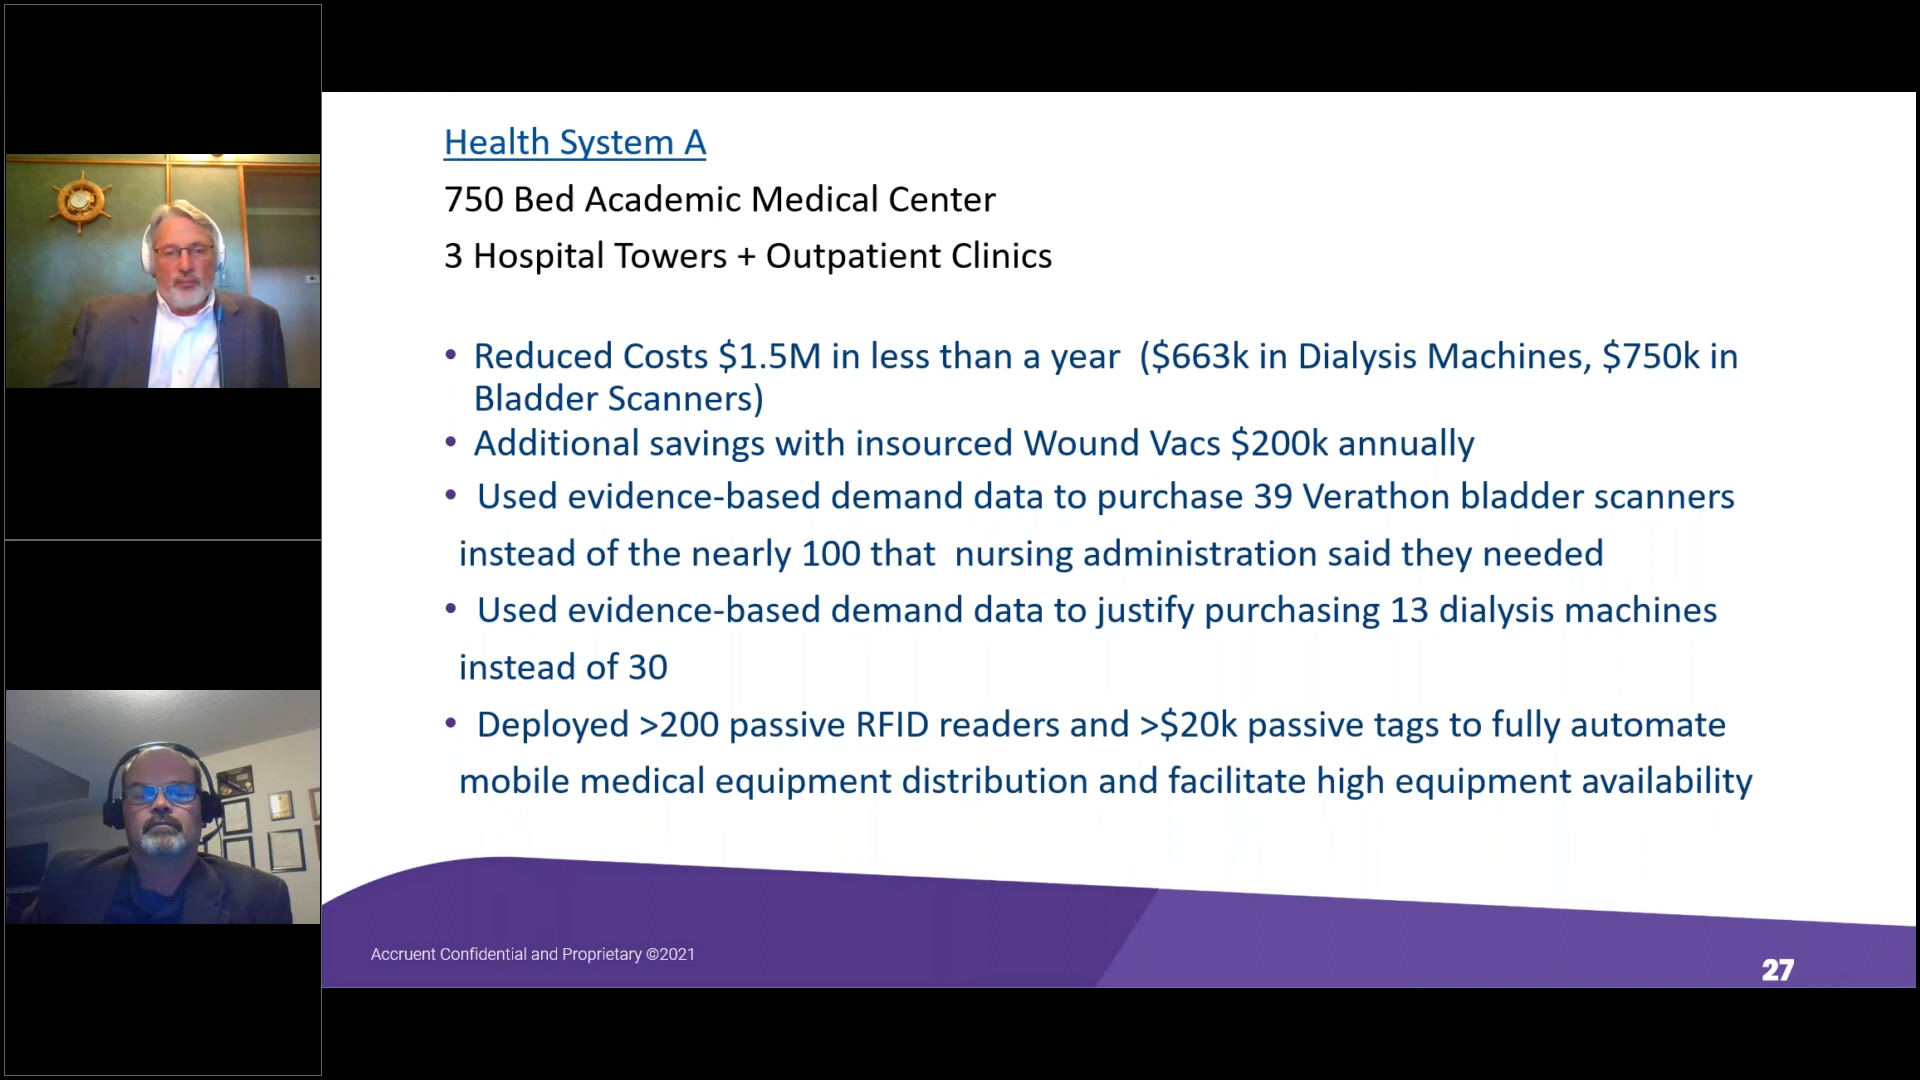 Health System A
750 Bed Academic Medical Center
3 Hospital Towers + Outpatient Clinics
• Reduced Costs $1.5M in less than a year  ($663k in Dialysis Machines, $750k in
Bladder Scanners)
• Additional savings with insourced Wound Vacs $200k annually
• Used evidence-based demand data to purchase 39 Verathon bladder scanners
instead of the nearly 100 that  nursing administration said they needed
• Used evidence-based demand data to justify purchasing 13 dialysis machines
instead of 30
• Deployed >200 passive RFID readers and >$20k passive tags to fully automate
mobile medical equipment distribution and facilitate high equipment availability
Accruent Confidential and Proprietary ©2021
27